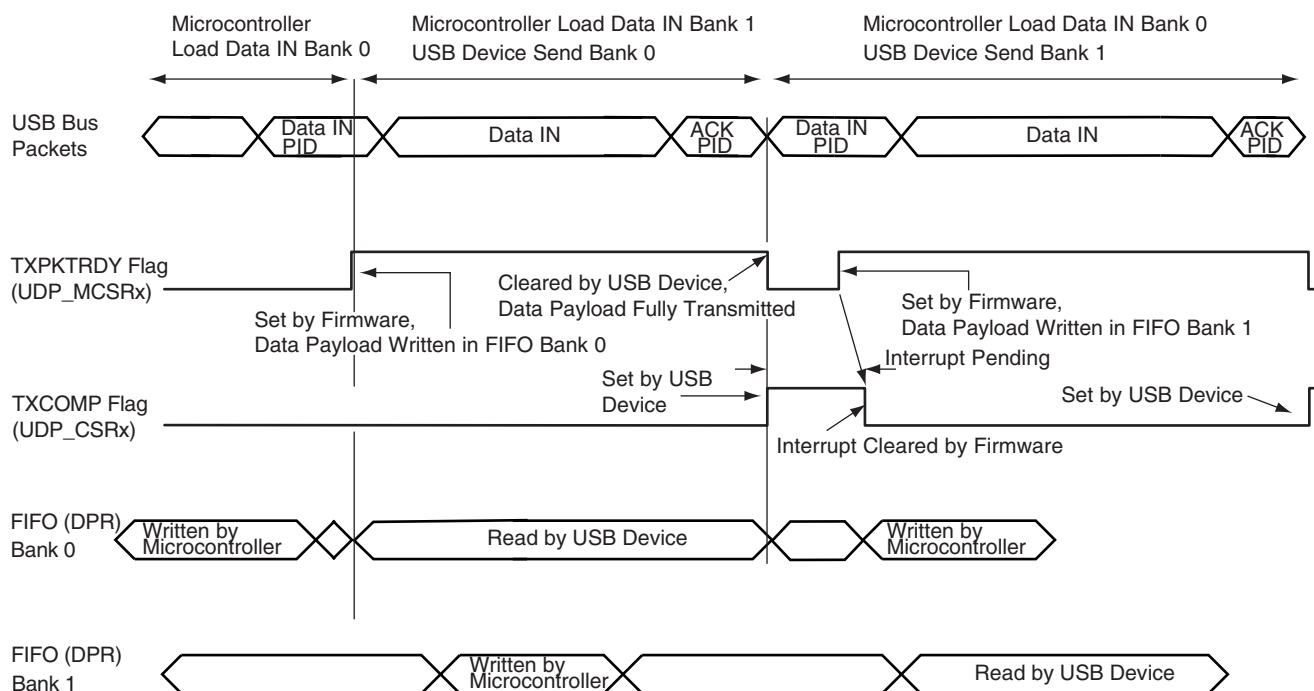 Microcontroller
Load Data IN Bank 0
Microcontroller Load Data IN Bank 1
USB Device Send Bank 0
Microcontroller Load Data IN Bank 0
USB Device Send Bank 1
USB Bus
Packets
Data IN
PID
Data IN
ACK
PID
Data IN
PID
Data IN
ACK
PID
TXPKTRDY Flag
(UDP_MCSRx)
Set by Firmware,
Data Payload Written in FIFO Bank 0
Cleared by USB Device,
Data Payload Fully Transmitted
Set by Firmware,
Data Payload Written in FIFO Bank 1
Interrupt Pending
Set by USB
Device
TXCOMP Flag
(UDP_CSRx)
Set by USB Device
Interrupt Cleared by Firmware
FIFO (DPR)
Bank 0
Written by
Microcontroller
Read by USB Device
Written by
Microcontroller
FIFO (DPR)
Bank 1
Written by
Microcontroller
Read by USB Device